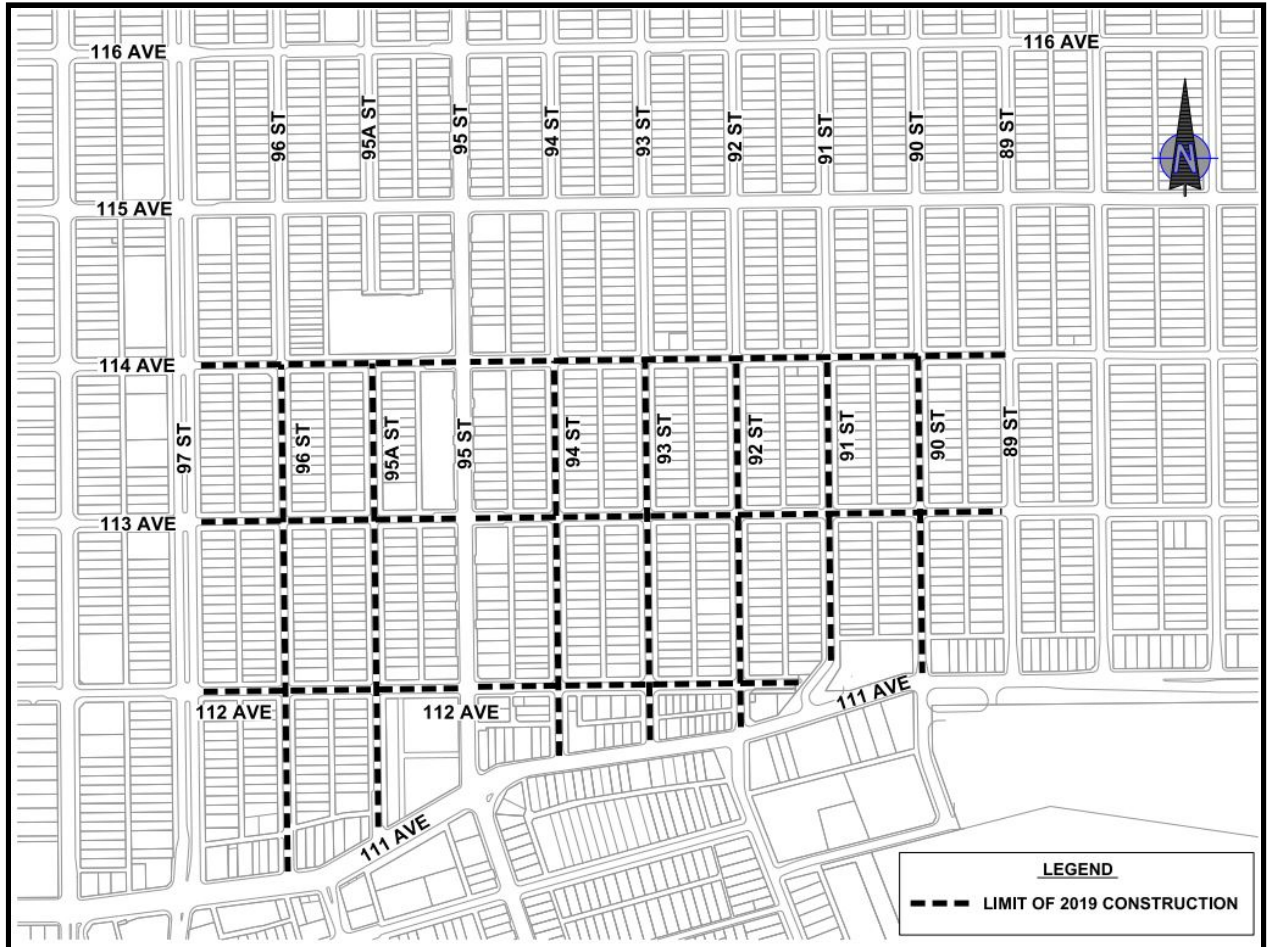 116 AVE
116 AVE
96 ST
95A ST
95 ST
94 ST
93 ST
92 ST
91 ST
90 ST
89 ST
N
115 AVE
114 AVE
97 ST
96 ST
95A ST
95 ST
94 ST
93 ST
92 ST
91 ST
90 ST
89 ST
113 AVE
112 AVE
112 AVE
111 AVE
111 AVE
LEGEND
LIMIT OF 2019 CONSTRUCTION